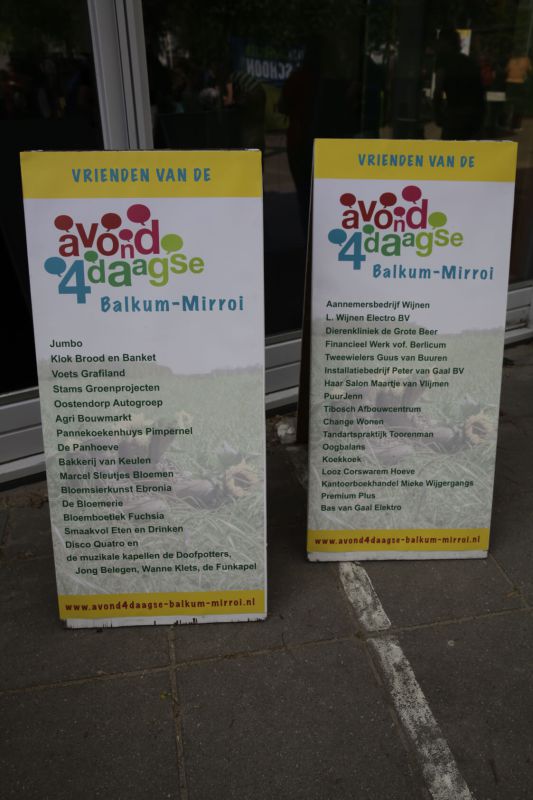 VRIENDEN VAN DE
avond
4daagse
Balkum-Mirroi
Jumbo
Klok Brood en Banket
Voets Grafiland
Stams Groenprojecten
Oostendorp Autogroep
Agri Bouwmarkt
Pannekoekenhuys Pimpernel
De Panhoeve
Bakkerij van Keulen
Marcel Sleutjes Bloemen
Bloemsierkunst Ebronia
De Bloemerie
Bloemboetiek Fuchsia
Smaakvol Eten en Drinken
Disco Quatro en
de muzikale kapellen de Doofpotters,
Jong Belegen, Wanne Klets, de Funkapel
www.avond4daagse-balkum-mirroi.nl
VRIENDEN VAN DE
avond
4daagse
Balkum-Mirroi
Aannemersbedrijf Wijnen
L. Wijnen Electro BV
Dierenkliniek de Grote Beer
Financieel Werk vof. Berlicum
Tweewielers Guus van Buuren
Installatiebedrijf Peter van Gaal BV
Haar Salon Maartje van Vlijmen
PuurJenn
Tibosch Afbouwcentrum
Change Wonen
Tandartspraktijk Toorenman
Oogbalans
Koekkoek
Looz Corswarem Hoeve
Kantoorboekhandel Mieke Wijgergangs
Premium Plus
Bas van Gaal Elektro
www.avond4daagse-balkum-mirroi.nl